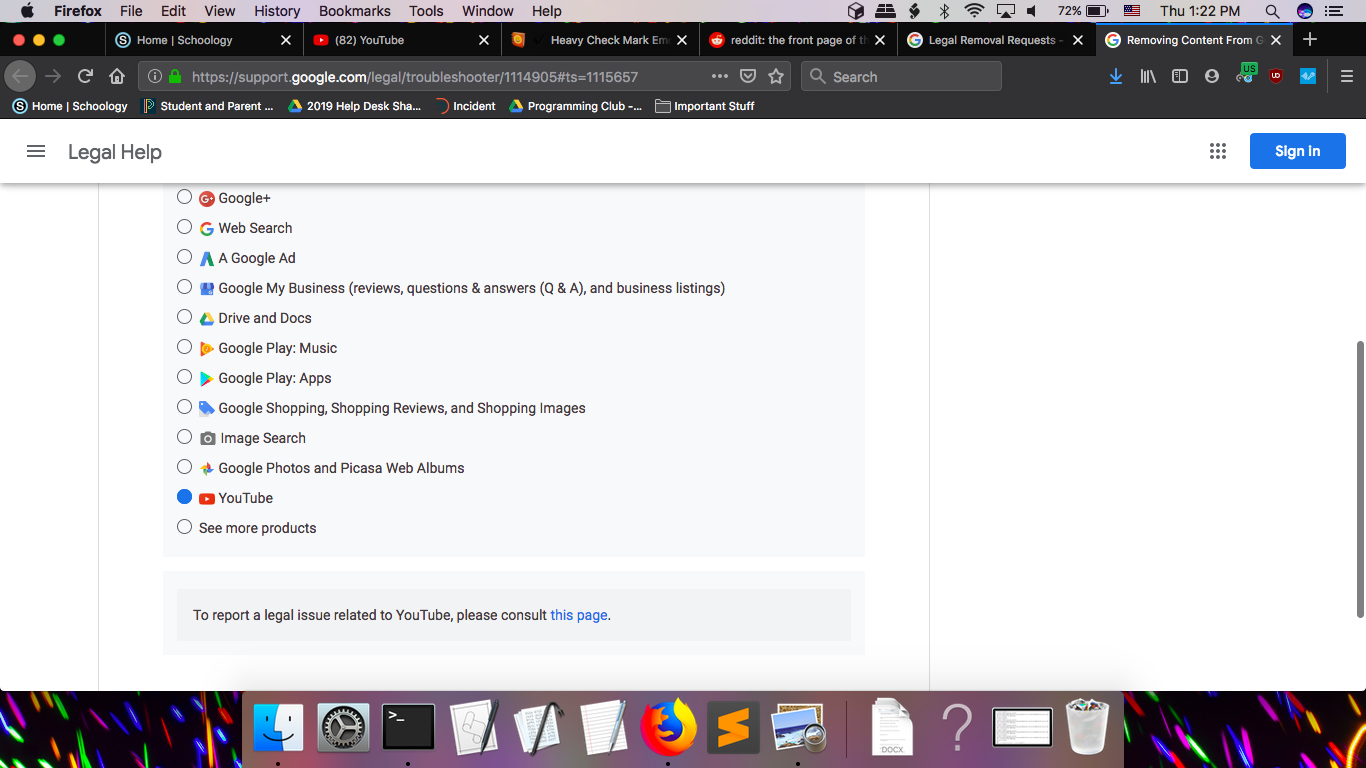 Firefox File Edit View History Bookmarks Tools Window Help 72% Thu 1:22 PM
Home | Schoology (82) YouTube Heavy Check Mark Em reddit: the front page of th Legal Removal Requests - Removing Content From G
https://support.google.com/legal/troubleshooter/1114905#ts=1115657 Search US
Home | Schoology Student and Parent ... 2019 Help Desk Sha... Incident Programming Club -... Important Stuff
Legal Help Sign in
Google+
Web Search
A Google Ad
Google My Business (reviews, questions & answers (Q & A), and business listings)
Drive and Docs
Google Play: Music
Google Play: Apps
Google Shopping, Shopping Reviews, and Shopping Images
Image Search
Google Photos and Picasa Web Albums
YouTube
See more products
To report a legal issue related to YouTube, please consult this page.
DOCX